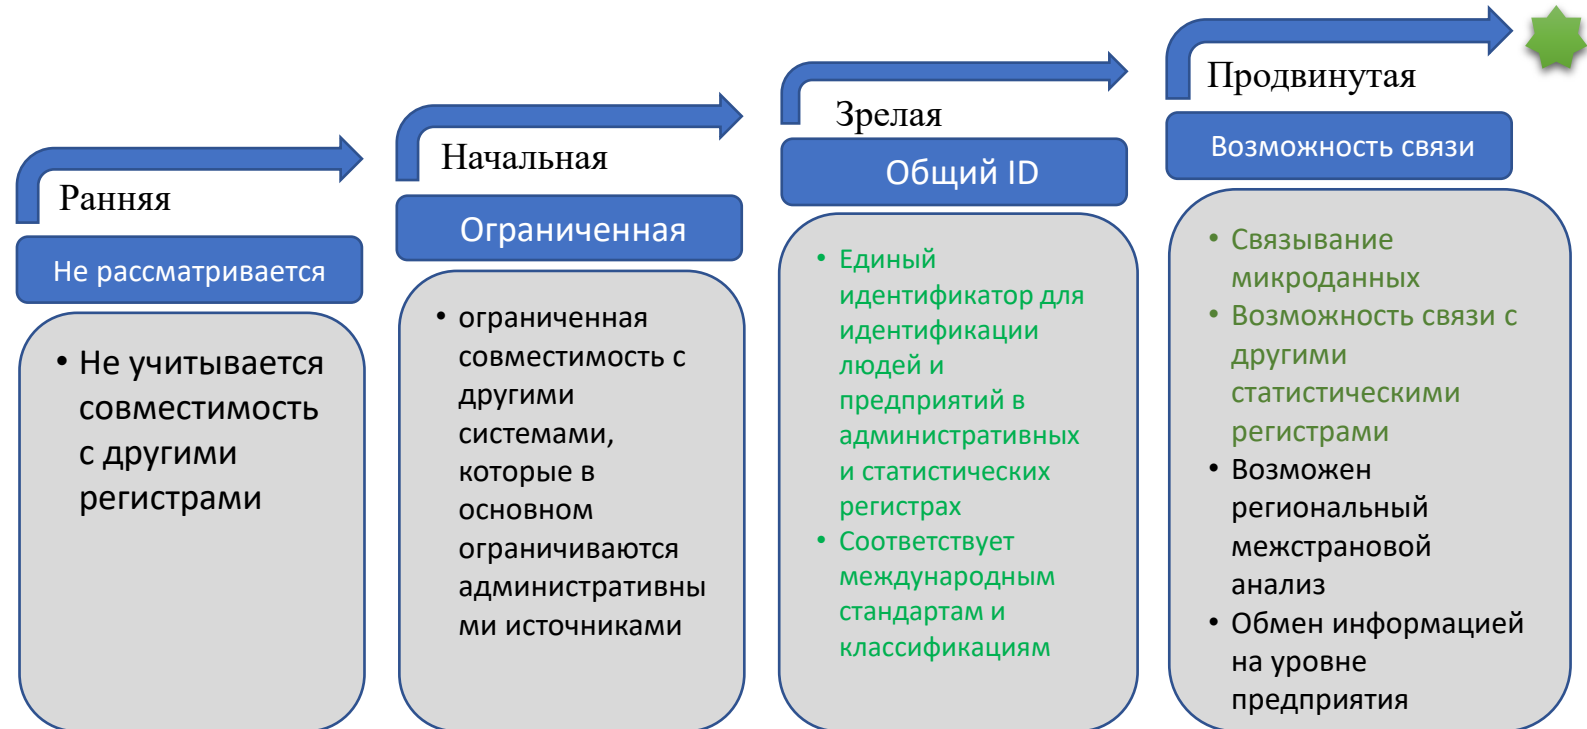 Ранняя
Не рассматривается
• Не учитывается
совместимость
с другими
регистрами
Начальная
Ограниченная
• ограниченная
совместимость с
другими
системами,
которые в
основном
ограничиваются
административны
ми источниками
Зрелая
Общий ID
• Единый
идентификатор для
идентификации
людей и
предприятий в
административных
и статистических
регистрах
• Соответствует
международным
стандартам и
классификациям
Продвинутая
Возможность связи
• Связывание
микроданных
• Возможность связи с
другими
статистическими
регистрами
• Возможен
региональный
межстрановой
анализ
• Обмен информацией
на уровне
предприятия